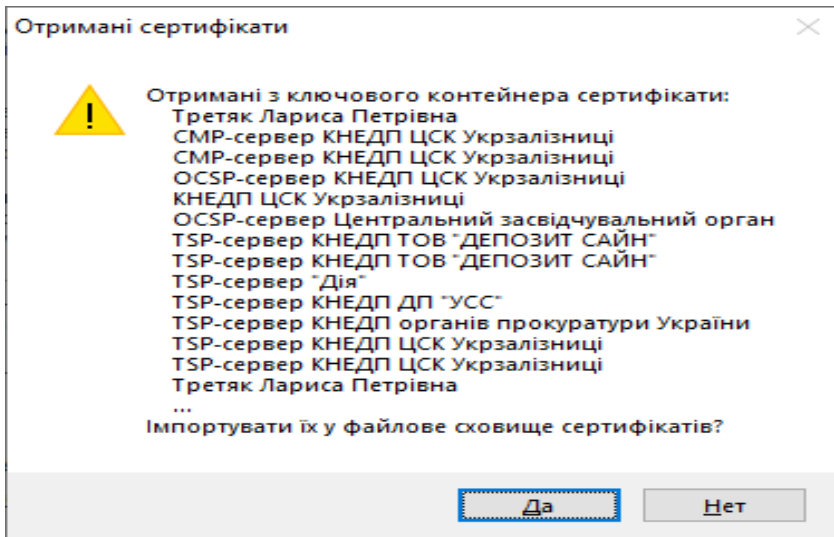 Отримані сертифікати
Отримані з ключового контейнера сертифікати:
Третяк Лариса Петрівна
CMP-сервер КНЕДП ЦСК Укрзалізниці
CMP-сервер КНЕДП ЦСК Укрзалізниці
OCSP-сервер КНЕДП ЦСК Укрзалізниці
КНЕДП ЦСК Укрзалізниці
OCSP-сервер Центральний засвідчувальний орган
TSP-сервер КНЕДП ТОВ "ДЕПОЗИТ САЙН"
TSP-сервер КНЕДП ТОВ "ДЕПОЗИТ САЙН"
TSP-сервер "Дія"
TSP-сервер КНЕДП ДП "УСС"
TSP-сервер КНЕДП органів прокуратури України
TSP-сервер КНЕДП ЦСК Укрзалізниці
TSP-сервер КНЕДП ЦСК Укрзалізниці
Третяк Лариса Петрівна
...
Імпортувати їх у файлове сховище сертифікатів?
Да Нет